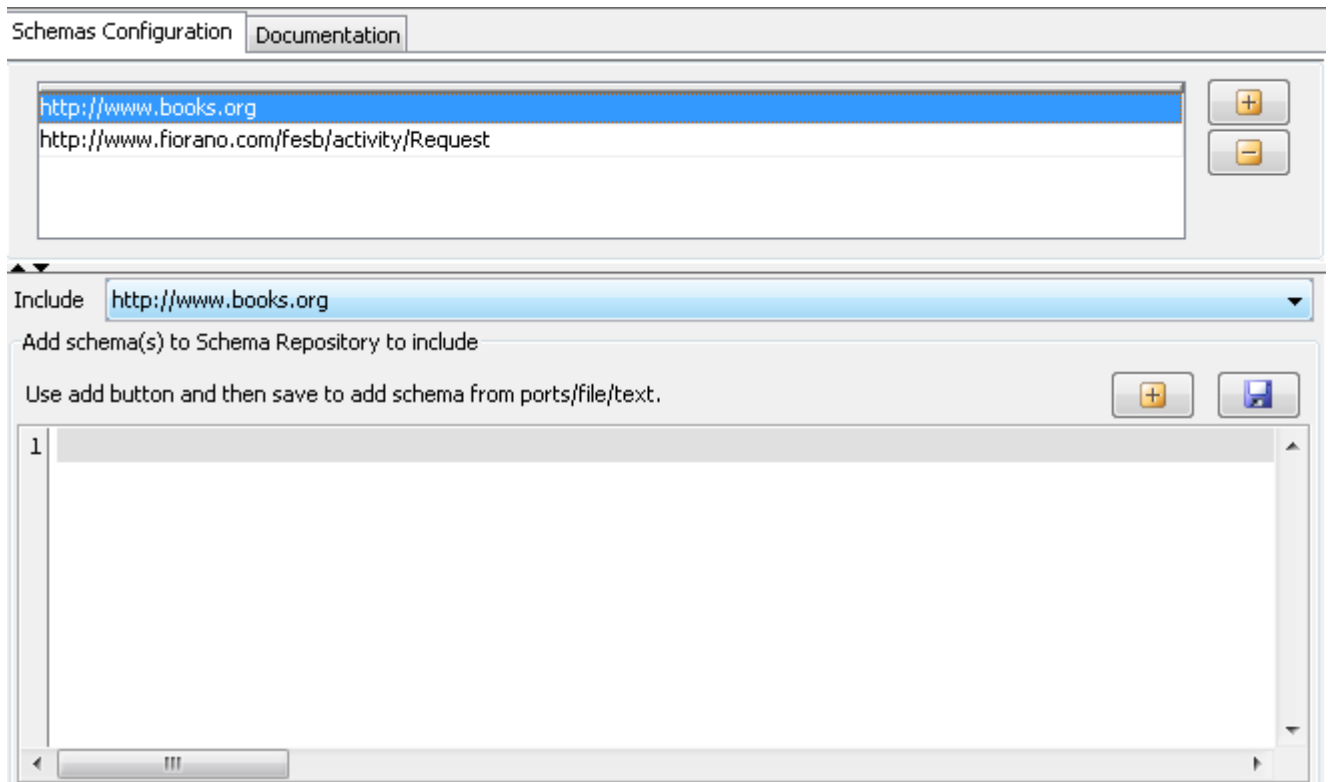 Schemas Configuration Documentation
http://www.books.org
http://www.fiorano.com/fesb/activity/Request
Include http://www.books.org
Add schema(s) to Schema Repository to include
Use add button and then save to add schema from ports/file/text.
1